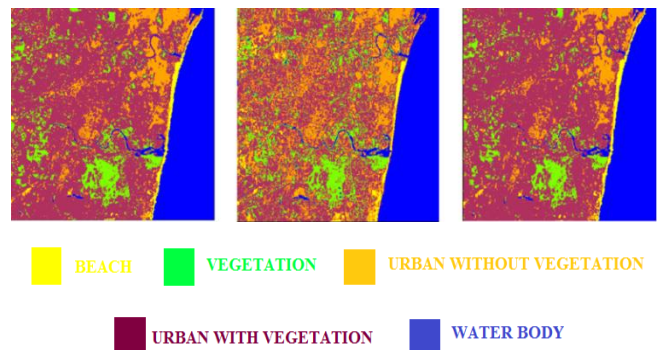 BEACH
VEGETATION
URBAN WITHOUT VEGETATION
URBAN WITH VEGETATION
WATER BODY